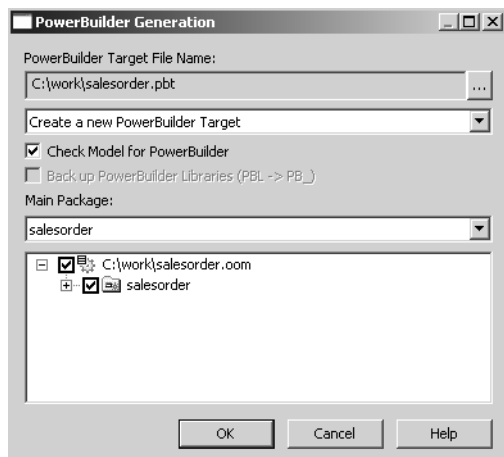 PowerBuilder Generation
PowerBuilder Target File Name:
C:\work\salesorder.pbt
...
Create a new PowerBuilder Target
Check Model for PowerBuilder
Back up PowerBuilder Libraries (PBL -> PB_)
Main Package:
salesorder
C:\work\salesorder.oom
salesorder
OK Cancel Help